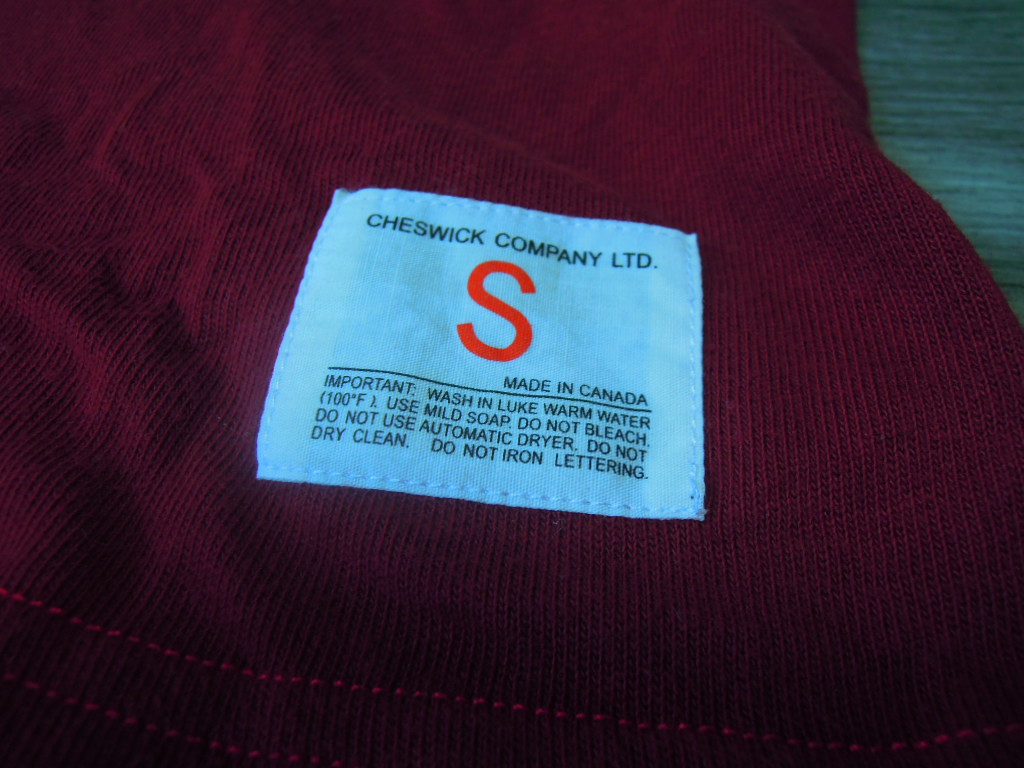 CHESWICK COMPANY LTD.
S
MADE IN CANADA
IMPORTANT: WASH IN LUKE WARM WATER
(100°F). USE MILD SOAP. DO NOT BLEACH.
DO NOT USE AUTOMATIC DRYER. DO NOT
DRY CLEAN. DO NOT IRON LETTERING.